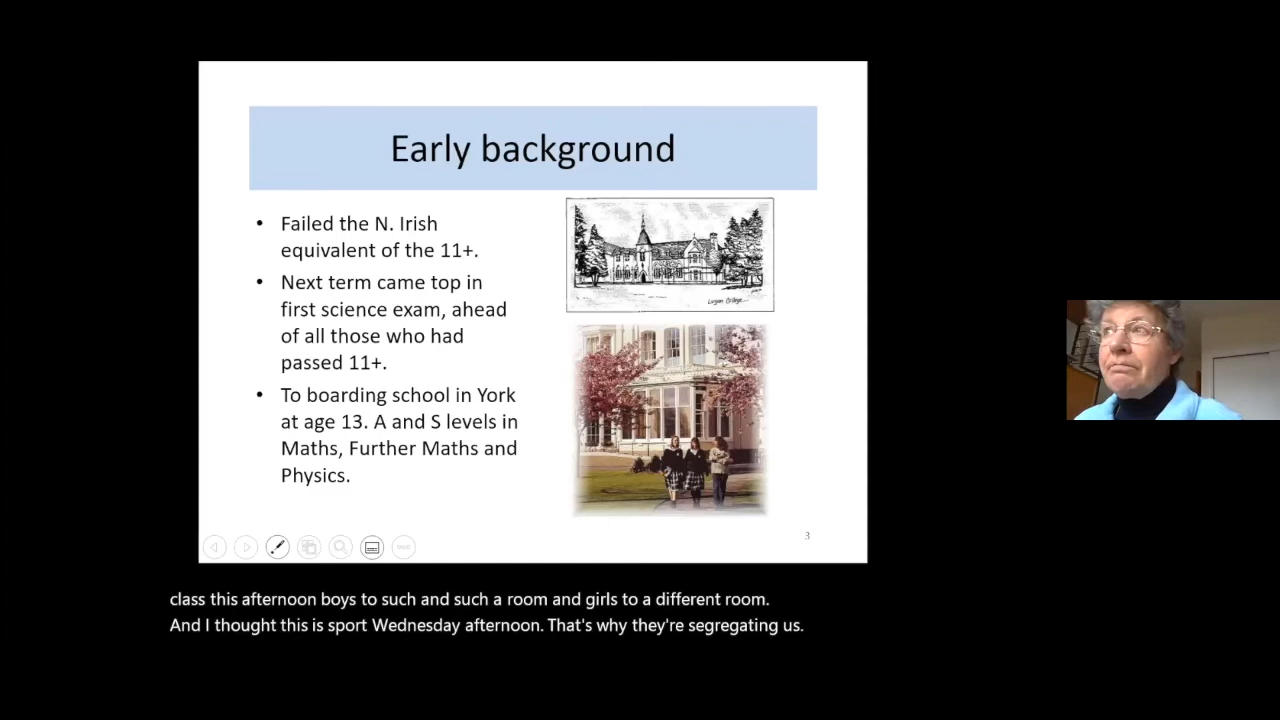 Early background
• Failed the N. Irish
equivalent of the 11+.
• Next term came top in
first science exam, ahead
of all those who had
passed 11+.
• To boarding school in York
at age 13. A and S levels in
Maths, Further Maths and
Physics.
Lurgan College
3
class this afternoon boys to such and such a room and girls to a different room.
And I thought this is sport Wednesday afternoon. That's why they're segregating us.